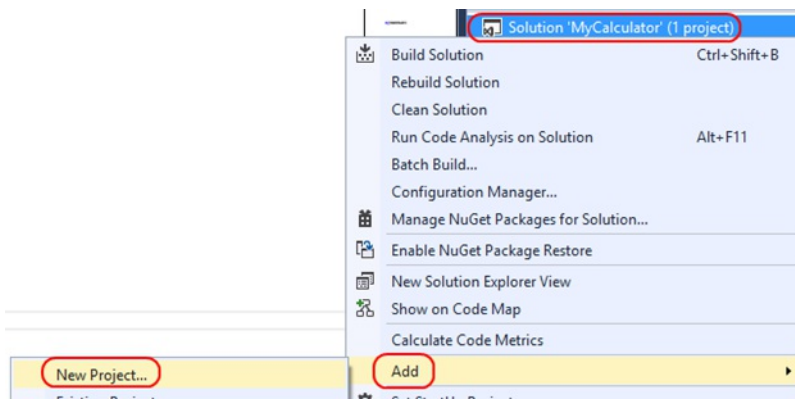 Solution 'MyCalculator' (1 project)
Build Solution Ctrl+Shift+B
Rebuild Solution
Clean Solution
Run Code Analysis on Solution Alt+F11
Batch Build...
Configuration Manager...
Manage NuGet Packages for Solution...
Enable NuGet Package Restore
New Solution Explorer View
Show on Code Map
Calculate Code Metrics
New Project... Add